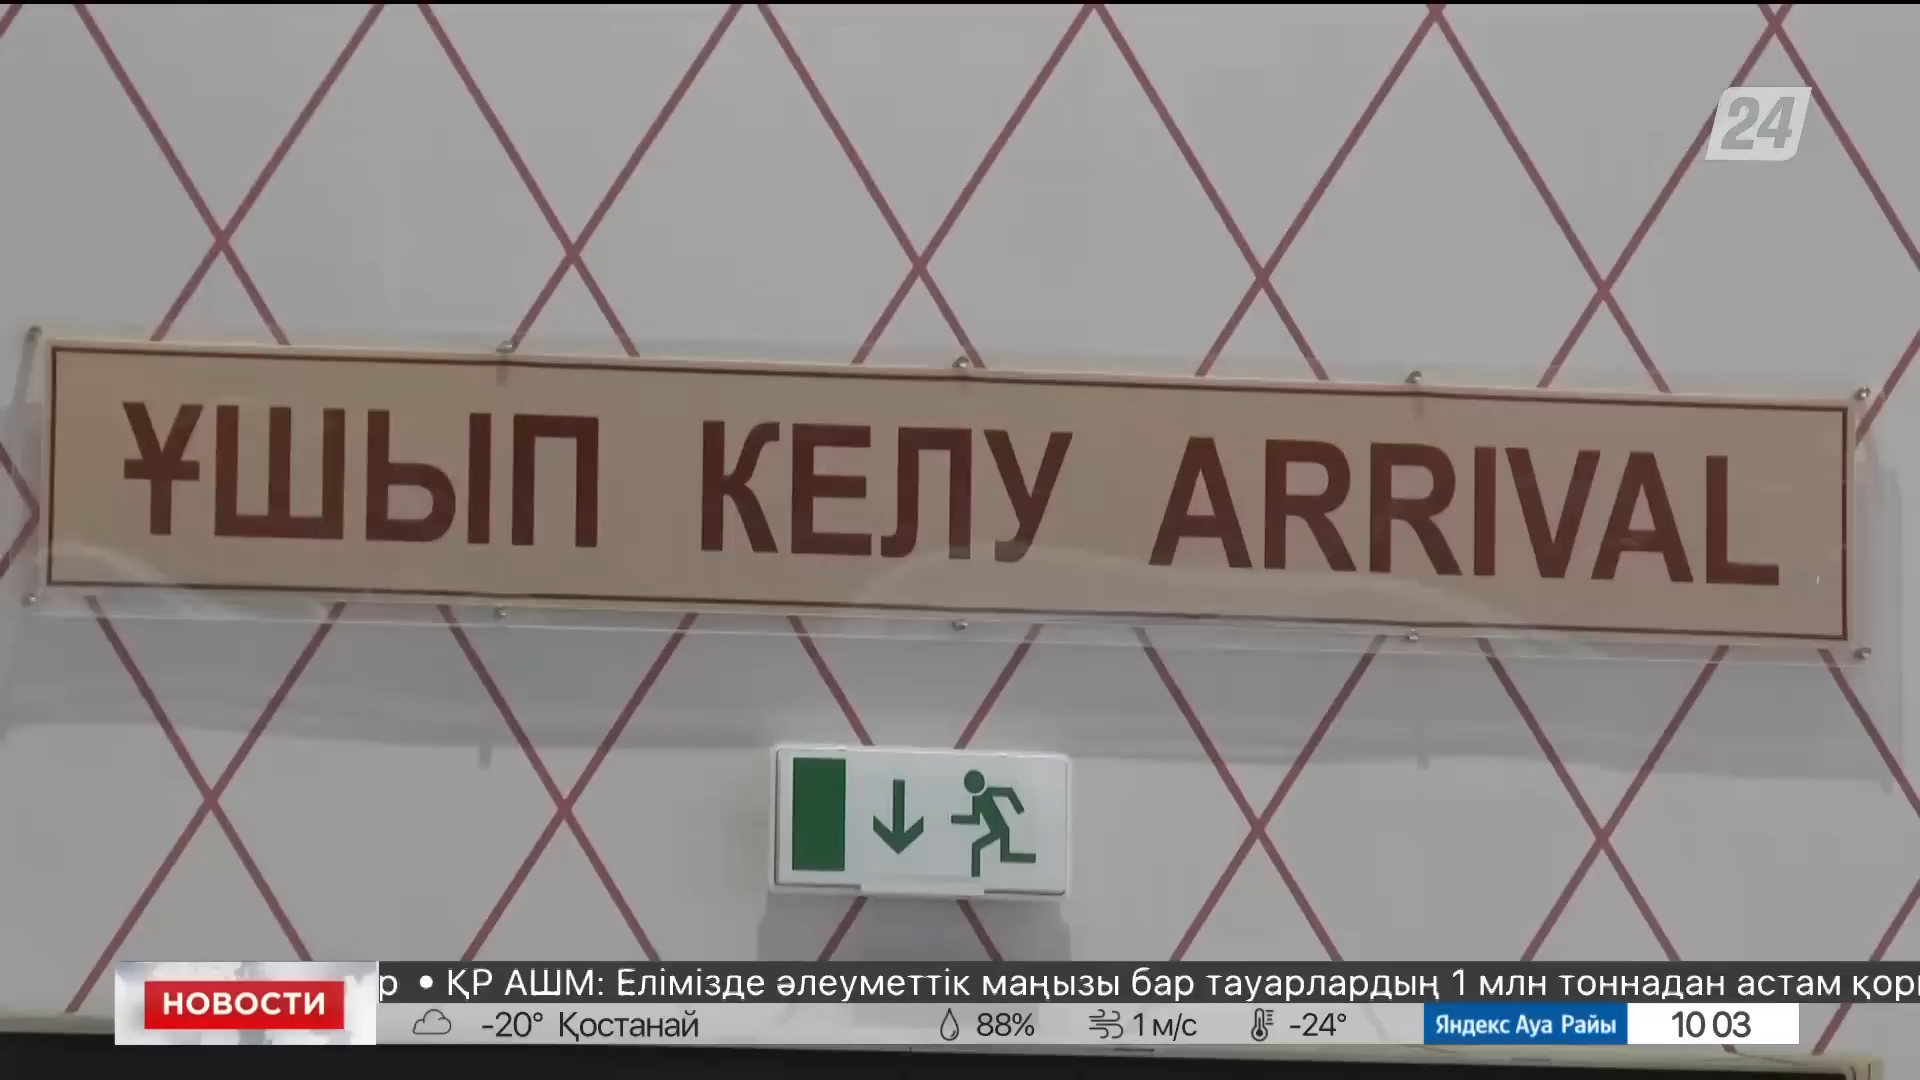 24
ҰШЫП КЕЛУ ARRIVAL
НОВОСТИ
р • ҚР АШМ: Елімізде әлеуметтік маңызы бар тауарлардың 1 млн тоннадан астам қор
-20° Қостанай 88% 1 м/с -24° Яндекс Ауа Райы 10 03